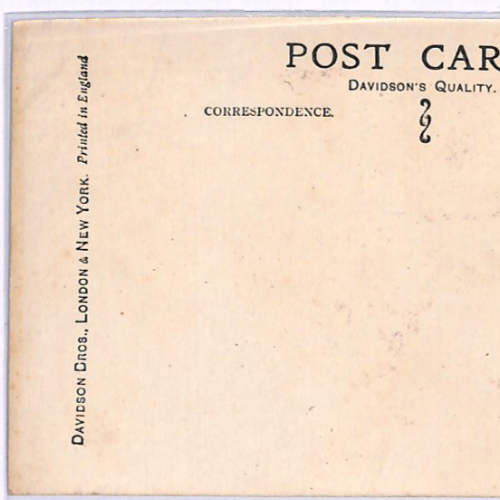 POST CAR
DAVIDSON'S QUALITY.
CORRESPONDENCE.
DAVIDSON BROS., LONDON & NEW YORK. Printed in England